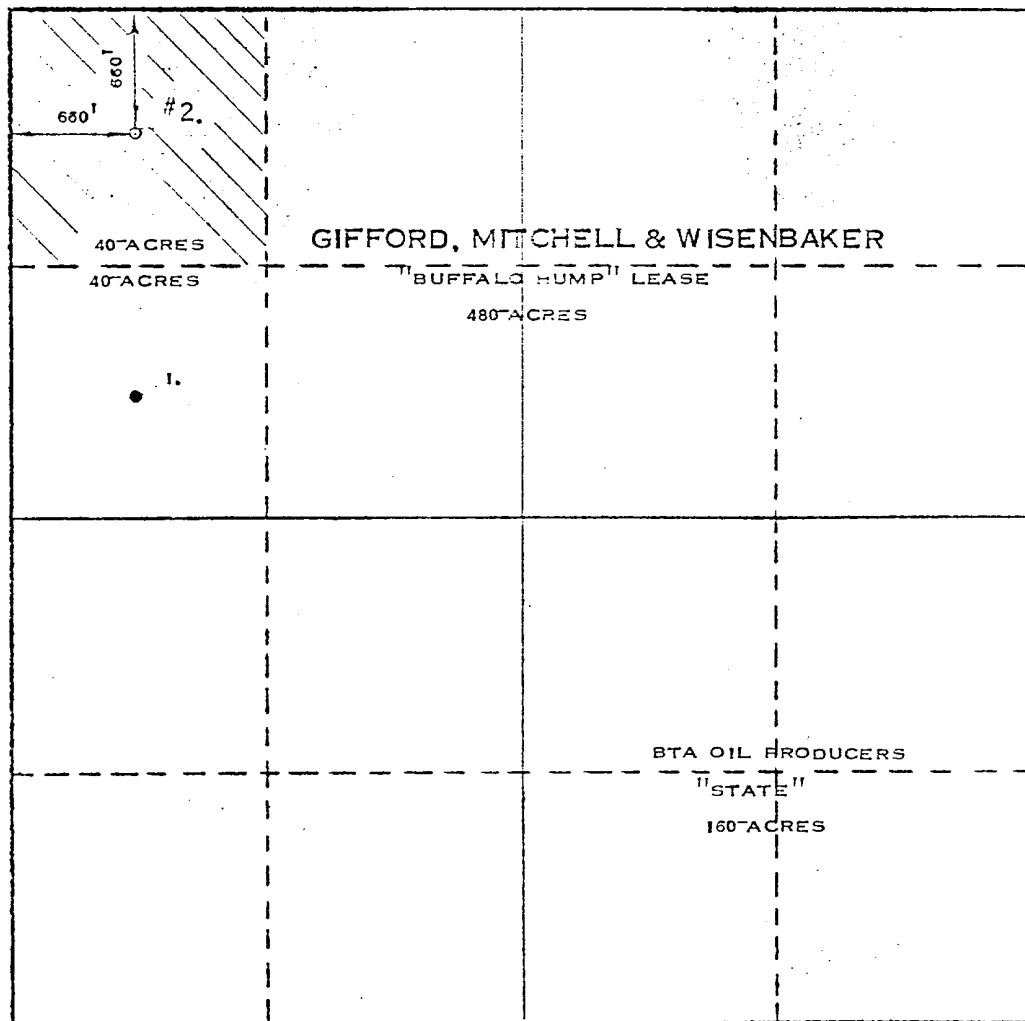 660'
660'
#2.
40 ACRES
GIFFORD, MITCHELL & WISENBAKER
40 ACRES
"BUFFALO HUMP" LEASE
480 ACRES
1.
BTA OIL PRODUCERS
"STATE"
160 ACRES